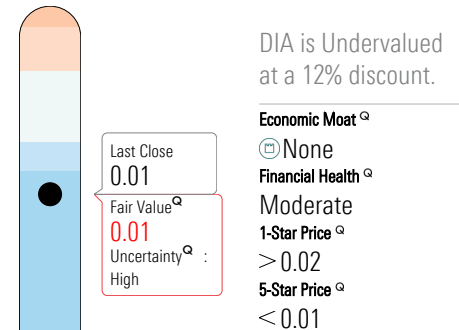 DIA is Undervalued
at a 12% discount.
Economic Moat Q
None
Financial Health Q
Moderate
1-Star Price Q
>0.02
5-Star Price Q
<0.01
Last Close
0.01
Fair Value Q
0.01
Uncertainty Q :
High